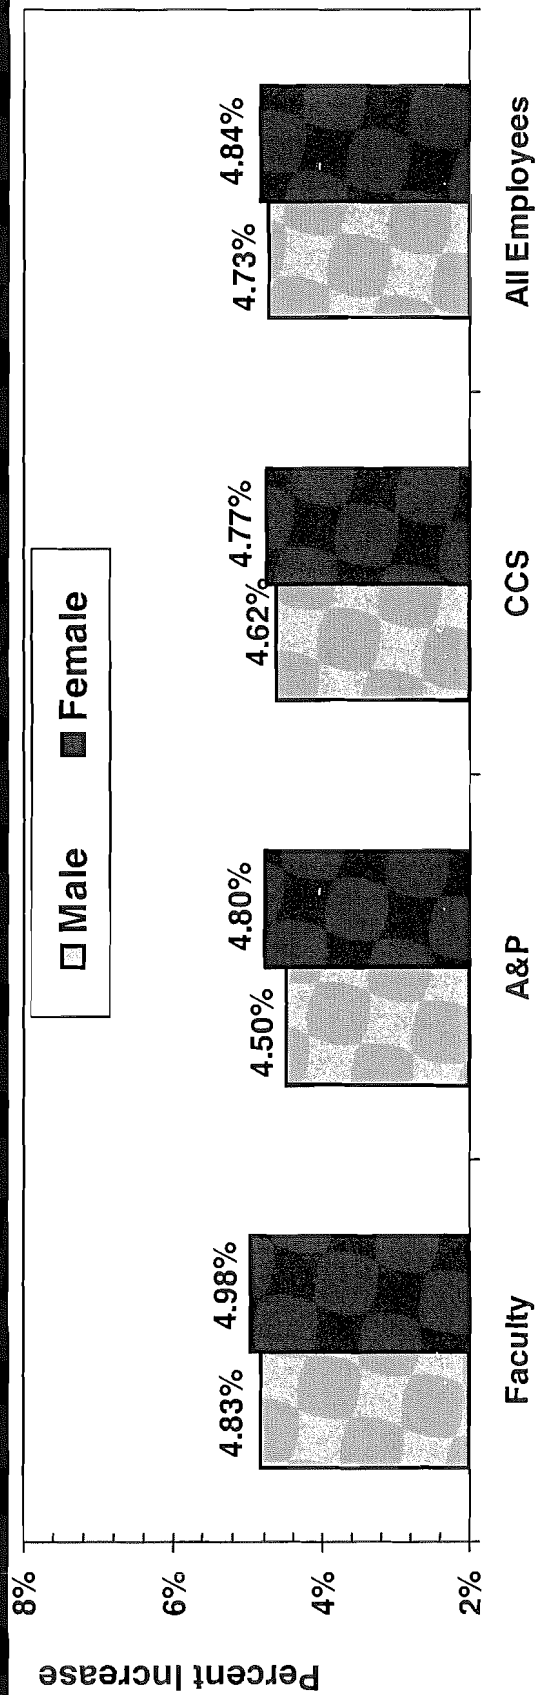 Male Female
8%
6%
4%
2%
Percent Increase
4.83%
4.98%
4.50%
4.80%
4.62%
4.77%
4.73%
4.84%
Faculty
A&P
CCS
All Employees